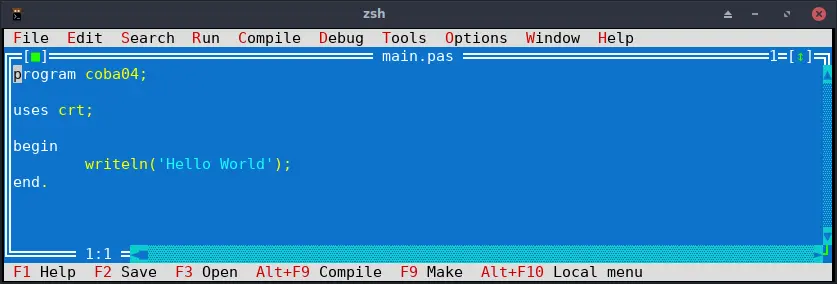 zsh
File Edit Search Run Compile Debug Tools Options Window Help
[■] main.pas 1=[↕]
program coba04;
uses crt;
begin
writeln('Hello World');
end.
1:1
F1 Help F2 Save F3 Open Alt+F9 Compile F9 Make Alt+F10 Local menu